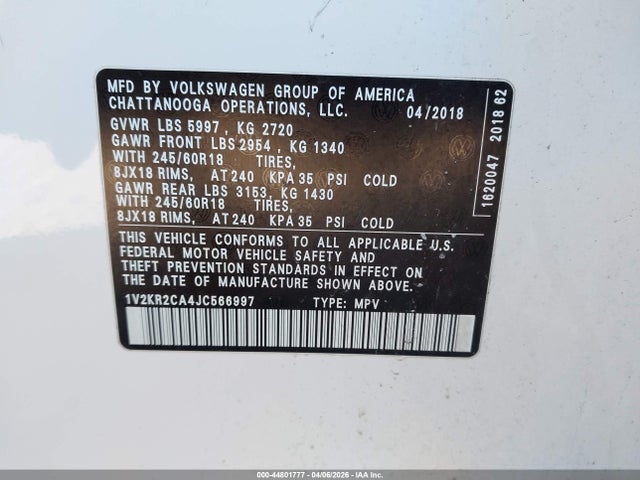 MFD BY VOLKSWAGEN GROUP OF AMERICA
CHATTANOOGA OPERATIONS, LLC. 04/2018
GVWR LBS 5997 , KG 2720
GAWR FRONT LBS 2954 , KG 1340
WITH 245/60R18 TIRES,
8JX18 RIMS, AT 240 KPA 35 PSI COLD
GAWR REAR LBS 3153, KG 1430
WITH 245/60R18 TIRES,
8JX18 RIMS, AT 240 KPA 35 PSI COLD
THIS VEHICLE CONFORMS TO ALL APPLICABLE U.S.
FEDERAL MOTOR VEHICLE SAFETY AND
THEFT PREVENTION STANDARDS IN EFFECT ON
THE DATE OF MANUFACTURE SHOWN ABOVE.
1V2KR2CA4JC566997 TYPE: MPV
1620047 2018 62
000-44801777 - 04/06/2026 - IAA Inc.